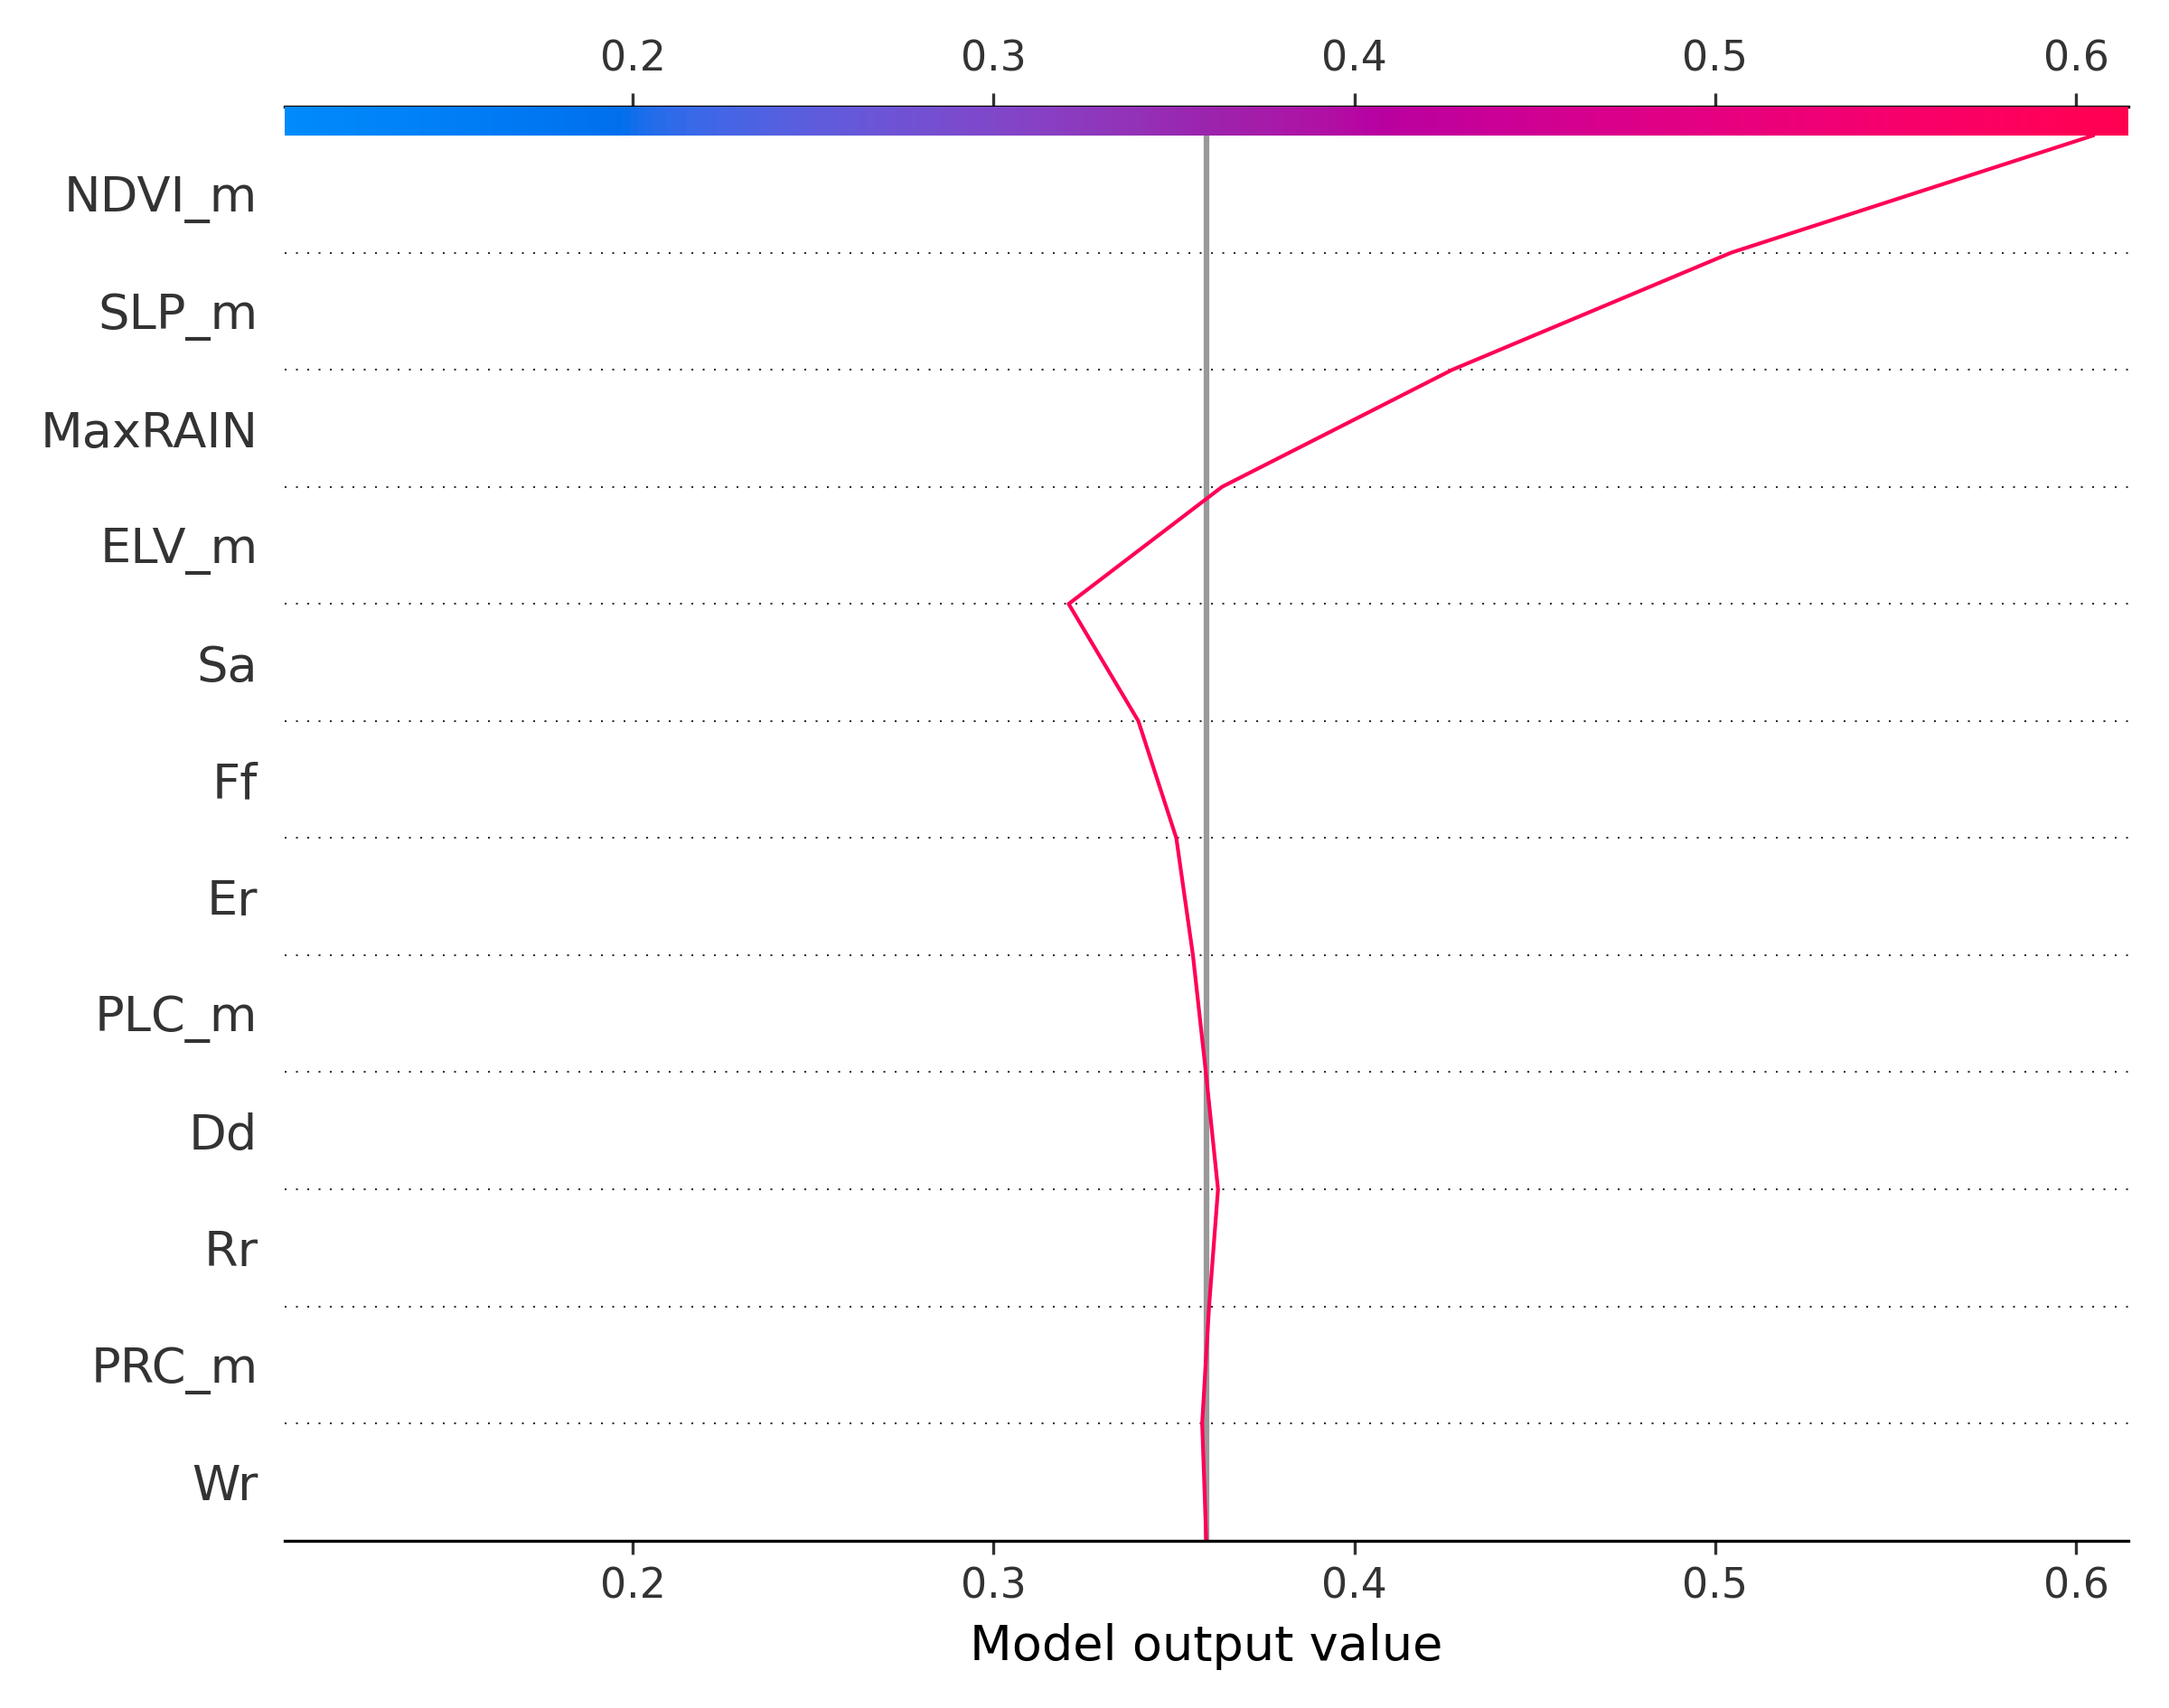 0.2 0.3 0.4 0.5 0.6
NDVI_m
SLP_m
MaxRAIN
ELV_m
Sa
Ff
Er
PLC_m
Dd
Rr
PRC_m
Wr
0.2 0.3 0.4 0.5 0.6
Model output value